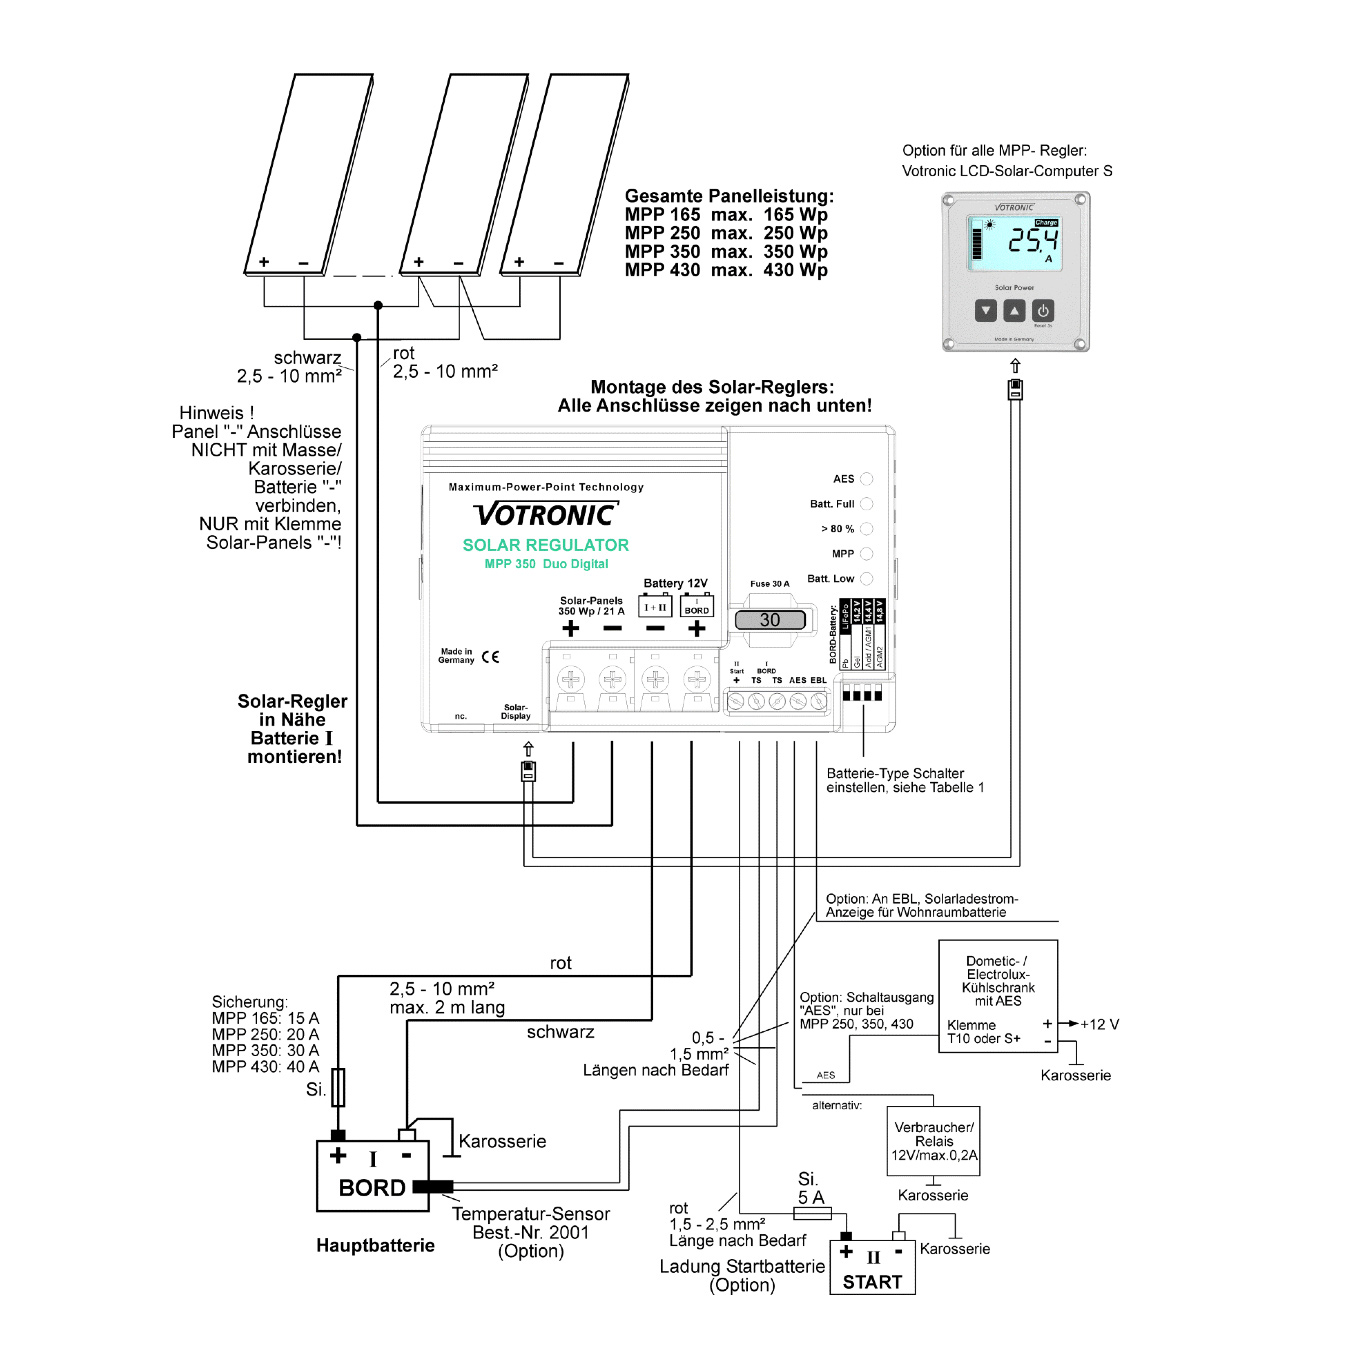 Option für alle MPP- Regler:
Votronic LCD-Solar-Computer S
VOTRONIC
Charge
25.4
A
Solar Power
Reset 3s
Made in Germany
Gesamte Panelleistung:
MPP 165 max. 165 Wp
MPP 250 max. 250 Wp
MPP 350 max. 350 Wp
MPP 430 max. 430 Wp
+ − + − + −
schwarz
2,5 - 10 mm²
rot
2,5 - 10 mm²
Hinweis !
Panel "-" Anschlüsse
NICHT mit Masse/
Karosserie/
Batterie "-"
verbinden,
NUR mit Klemme
Solar-Panels "-"!
Montage des Solar-Reglers:
Alle Anschlüsse zeigen nach unten!
Maximum-Power-Point Technology
VOTRONIC
SOLAR REGULATOR
MPP 350 Duo Digital
AES
Batt. Full
> 80 %
MPP
Batt. Low
Battery 12V
Solar-Panels
350 Wp / 21 A
I + II
I
BORD
+ − − +
Fuse 30 A
30
BORD-Battery:
LiFePo
14,2 V
14,4 V
14,8 V
Pb
Gel
Acid / AGM1
AGM2
Made in
Germany
CE
II
Start
+
I
BORD
TS TS AES EBL
nc.
Solar-
Display
Solar-Regler
in Nähe
Batterie I
montieren!
Batterie-Type Schalter
einstellen, siehe Tabelle 1
Option: An EBL, Solarladestrom-
Anzeige für Wohnraumbatterie
Dometic- /
Electrolux-
Kühlschrank
mit AES
Klemme
T10 oder S+
+
-
+12 V
Karosserie
Option: Schaltausgang
"AES", nur bei
MPP 250, 350, 430
rot
2,5 - 10 mm²
max. 2 m lang
schwarz
Sicherung:
MPP 165: 15 A
MPP 250: 20 A
MPP 350: 30 A
MPP 430: 40 A
Si.
0,5 -
1,5 mm²
Längen nach Bedarf
AES
alternativ:
Verbraucher/
Relais
12V/max.0,2A
Karosserie
Karosserie
+ I -
BORD
Hauptbatterie
Temperatur-Sensor
Best.-Nr. 2001
(Option)
Si.
5 A
rot
1,5 - 2,5 mm²
Länge nach Bedarf
Ladung Startbatterie
(Option)
+ II -
START
Karosserie